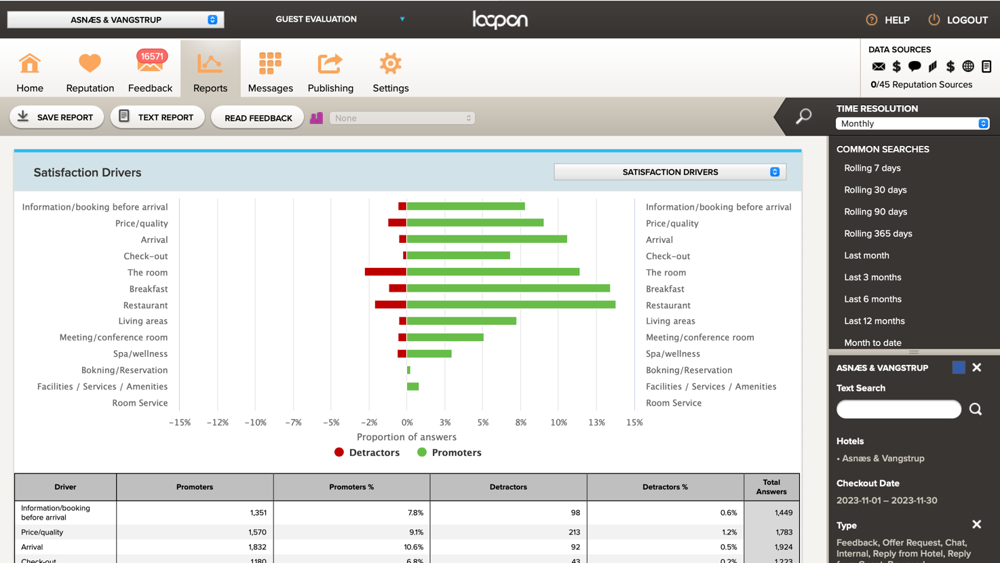 ASNÆS & VANGSTRUP
GUEST EVALUATION
loopon
HELP
LOGOUT
Home
Reputation
16571
Feedback
Reports
Messages
Publishing
Settings
DATA SOURCES
0/45 Reputation Sources
SAVE REPORT
TEXT REPORT
READ FEEDBACK
None
TIME RESOLUTION
Monthly
COMMON SEARCHES
Rolling 7 days
Rolling 30 days
Rolling 90 days
Rolling 365 days
Last month
Last 3 months
Last 6 months
Last 12 months
Month to date
Satisfaction Drivers
SATISFACTION DRIVERS
Information/booking before arrival Information/booking before arrival
Price/quality Price/quality
Arrival Arrival
Check-out Check-out
The room The room
Breakfast Breakfast
Restaurant Restaurant
Living areas Living areas
Meeting/conference room Meeting/conference room
Spa/wellness Spa/wellness
Bokning/Reservation Bokning/Reservation
Facilities / Services / Amenities Facilities / Services / Amenities
Room Service Room Service
-15% -12% -10% -7% -5% -2% 0% 3% 5% 8% 10% 13% 15%
Proportion of answers
Detractors Promoters
Driver Promoters Promoters % Detractors Detractors % Total
Answers
Information/booking
before arrival 1,351 7.8% 98 0.6% 1,449
Price/quality 1,570 9.1% 213 1.2% 1,783
Arrival 1,832 10.6% 92 0.5% 1,924
Check-out 1,180 6.8% 43 0.2% 1,223
ASNÆS & VANGSTRUP
Text Search
Hotels
• Asnæs & Vangstrup
Checkout Date
2023-11-01 – 2023-11-30
Type
Feedback, Offer Request, Chat,
Internal, Reply from Hotel, Reply